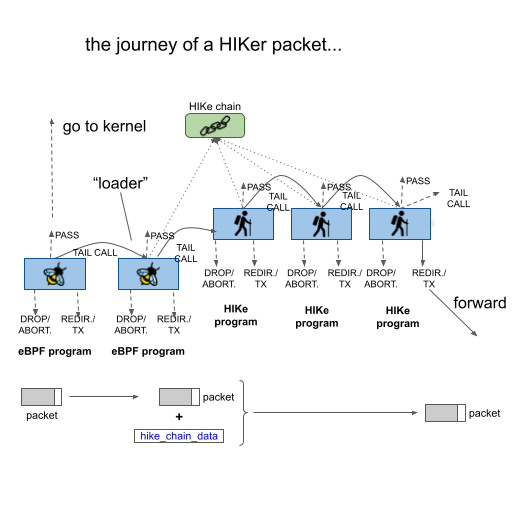 the journey of a HIKer packet...
HIKe chain
go to kernel
“loader”
PASS
TAIL CALL
PASS
TAIL
CALL
PASS
TAIL
CALL
TAIL
CALL
PASS
TAIL
CALL
DROP/
ABORT.
REDIR./
TX
eBPF program
DROP/
ABORT.
REDIR./
TX
eBPF program
DROP/
ABORT.
REDIR./
TX
HIKe
program
DROP/
ABORT.
REDIR./
TX
HIKe
program
DROP/
ABORT.
REDIR./
TX
HIKe
program
forward
packet
packet
+
hike_chain_data
packet